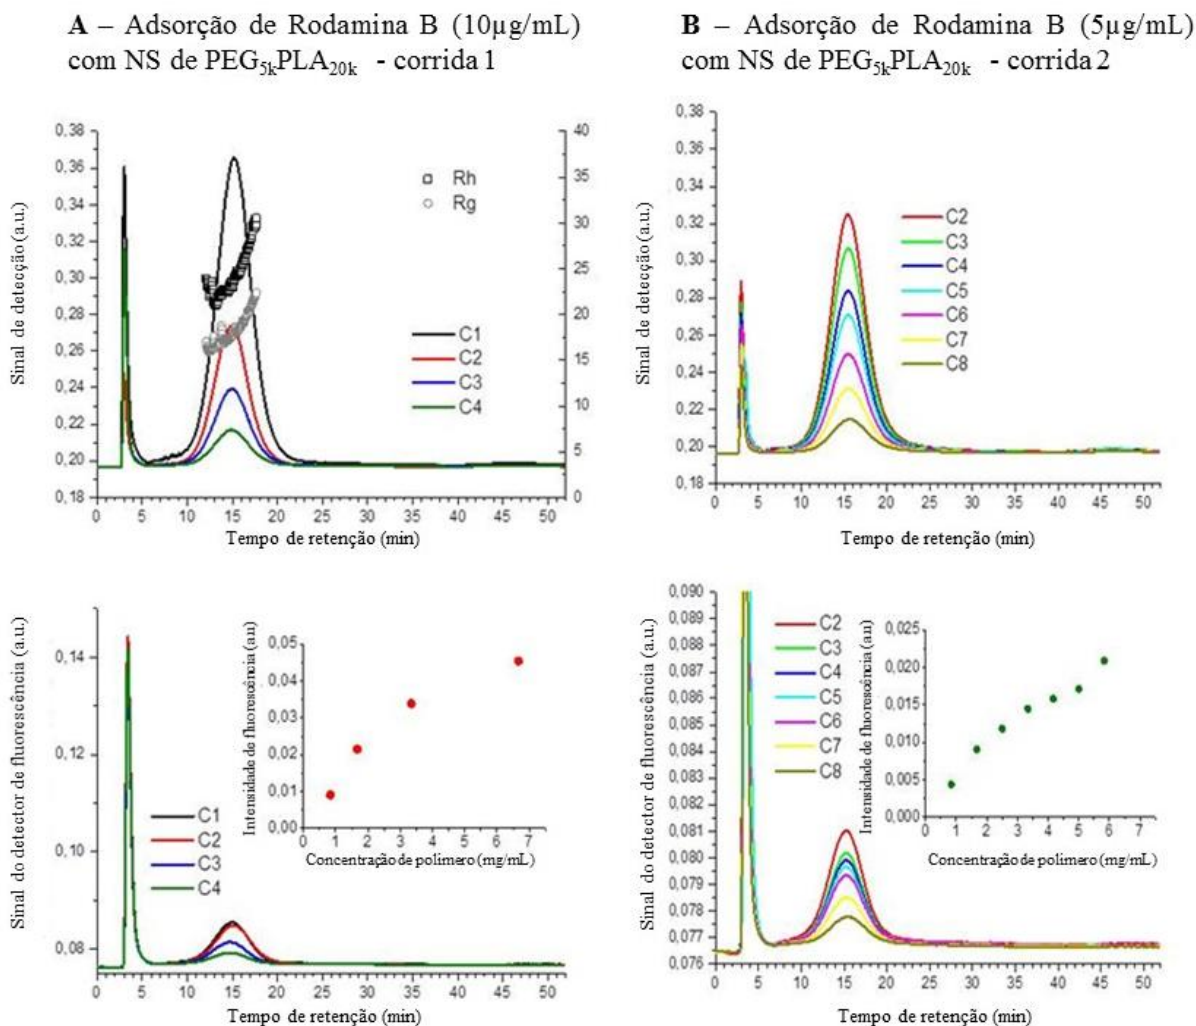 A – Adsorção de Rodamina B (10µg/mL)
com NS de PEG5kPLA20k - corrida 1
B – Adsorção de Rodamina B (5µg/mL)
com NS de PEG5kPLA20k - corrida 2
Sinal de detecção (a.u.)
0,38
0,36
0,34
0,32
0,30
0,28
0,26
0,24
0,22
0,20
0,18
40
35
30
25
20
15
10
5
0
Rh
Rg
C1
C2
C3
C4
0 5 10 15 20 25 30 35 40 45 50
Tempo de retenção (min)
Sinal de detecção (a.u.)
0,38
0,36
0,34
0,32
0,30
0,28
0,26
0,24
0,22
0,20
0,18
C2
C3
C4
C5
C6
C7
C8
0 5 10 15 20 25 30 35 40 45 50
Tempo de retenção (min)
Sinal do detector de fluorescência (a.u.)
0,14
0,12
0,10
0,08
C1
C2
C3
C4
Intensidade de fluorescência (a.u)
0,05
0,04
0,03
0,02
0,01
0,00
0 1 2 3 4 5 6 7
Concentração de polimero (mg/mL)
0 5 10 15 20 25 30 35 40 45 50
Tempo de retenção (min)
Sinal do detector de fluorescência (a.u.)
0,090
0,089
0,088
0,087
0,086
0,085
0,084
0,083
0,082
0,081
0,080
0,079
0,078
0,077
0,076
C2
C3
C4
C5
C6
C7
C8
Intensidade de fluorescência (a.u)
0,025
0,020
0,015
0,010
0,005
0,000
0 1 2 3 4 5 6 7
Concentração de polimero (mg/mL)
0 5 10 15 20 25 30 35 40 45 50
Tempo de retenção (min)